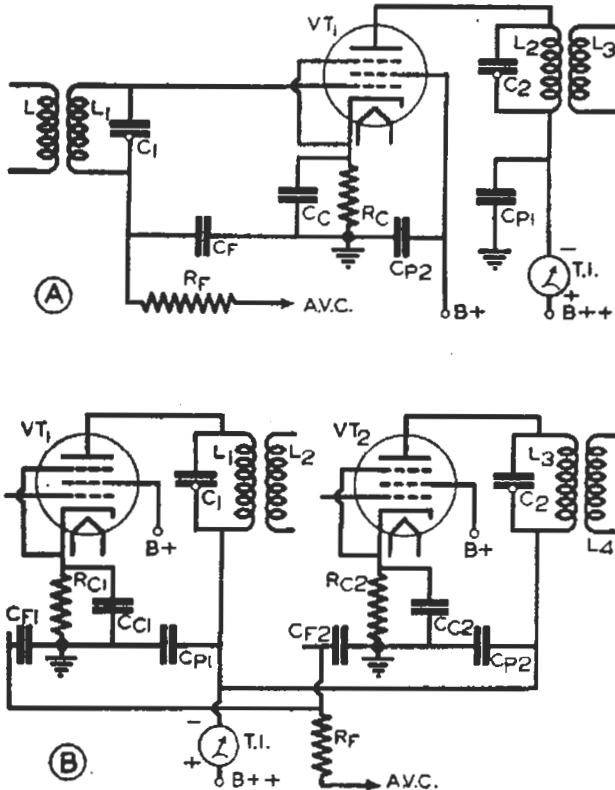 VT1
L
L1
C1
L2
L3
C2
CC
RC
CF
CP2
CP1
RF
A.V.C.
A
B+
−
T.I.
+
B++
VT1
L1
L2
C1
B+
RC1
CC1
CF1
CP1
VT2
L3
L4
C2
B+
RC2
CC2
CF2
CP2
−
T.I.
+
B++
RF
A.V.C.
B